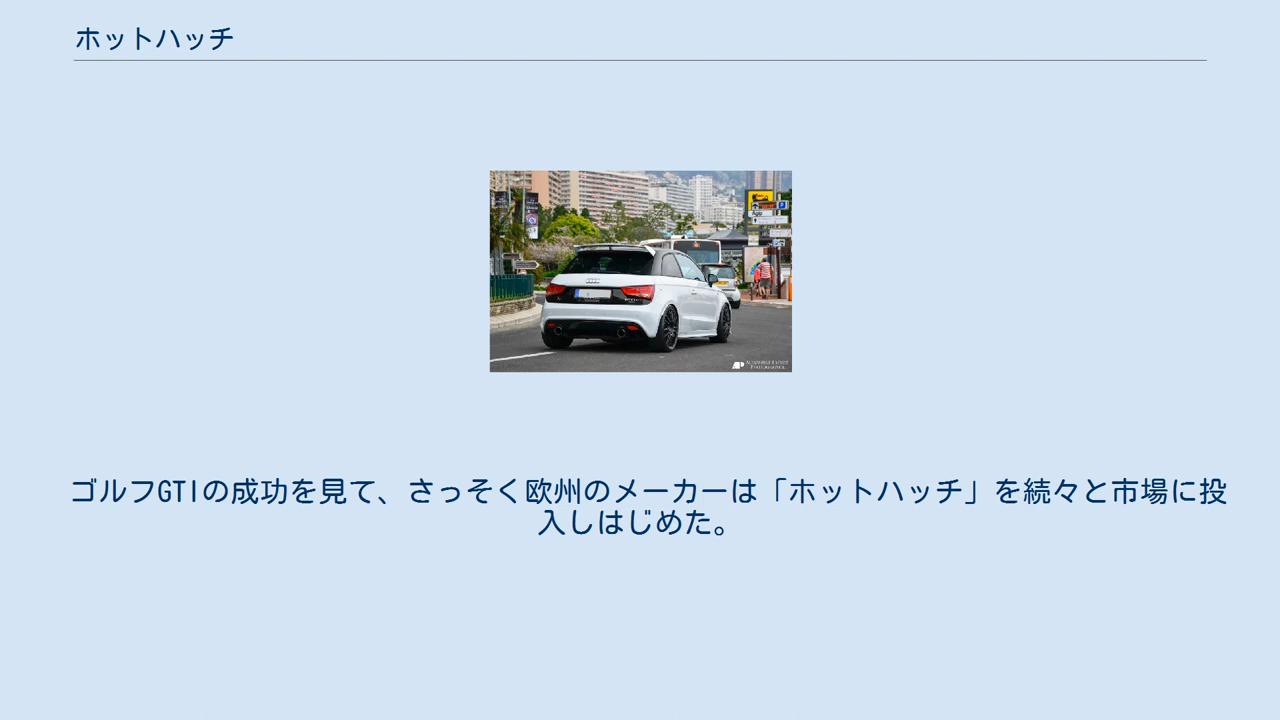 ホットハッチ
ゴルフGTIの成功を見て、さっそく欧州のメーカーは「ホットハッチ」を続々と市場に投
入しはじめた。